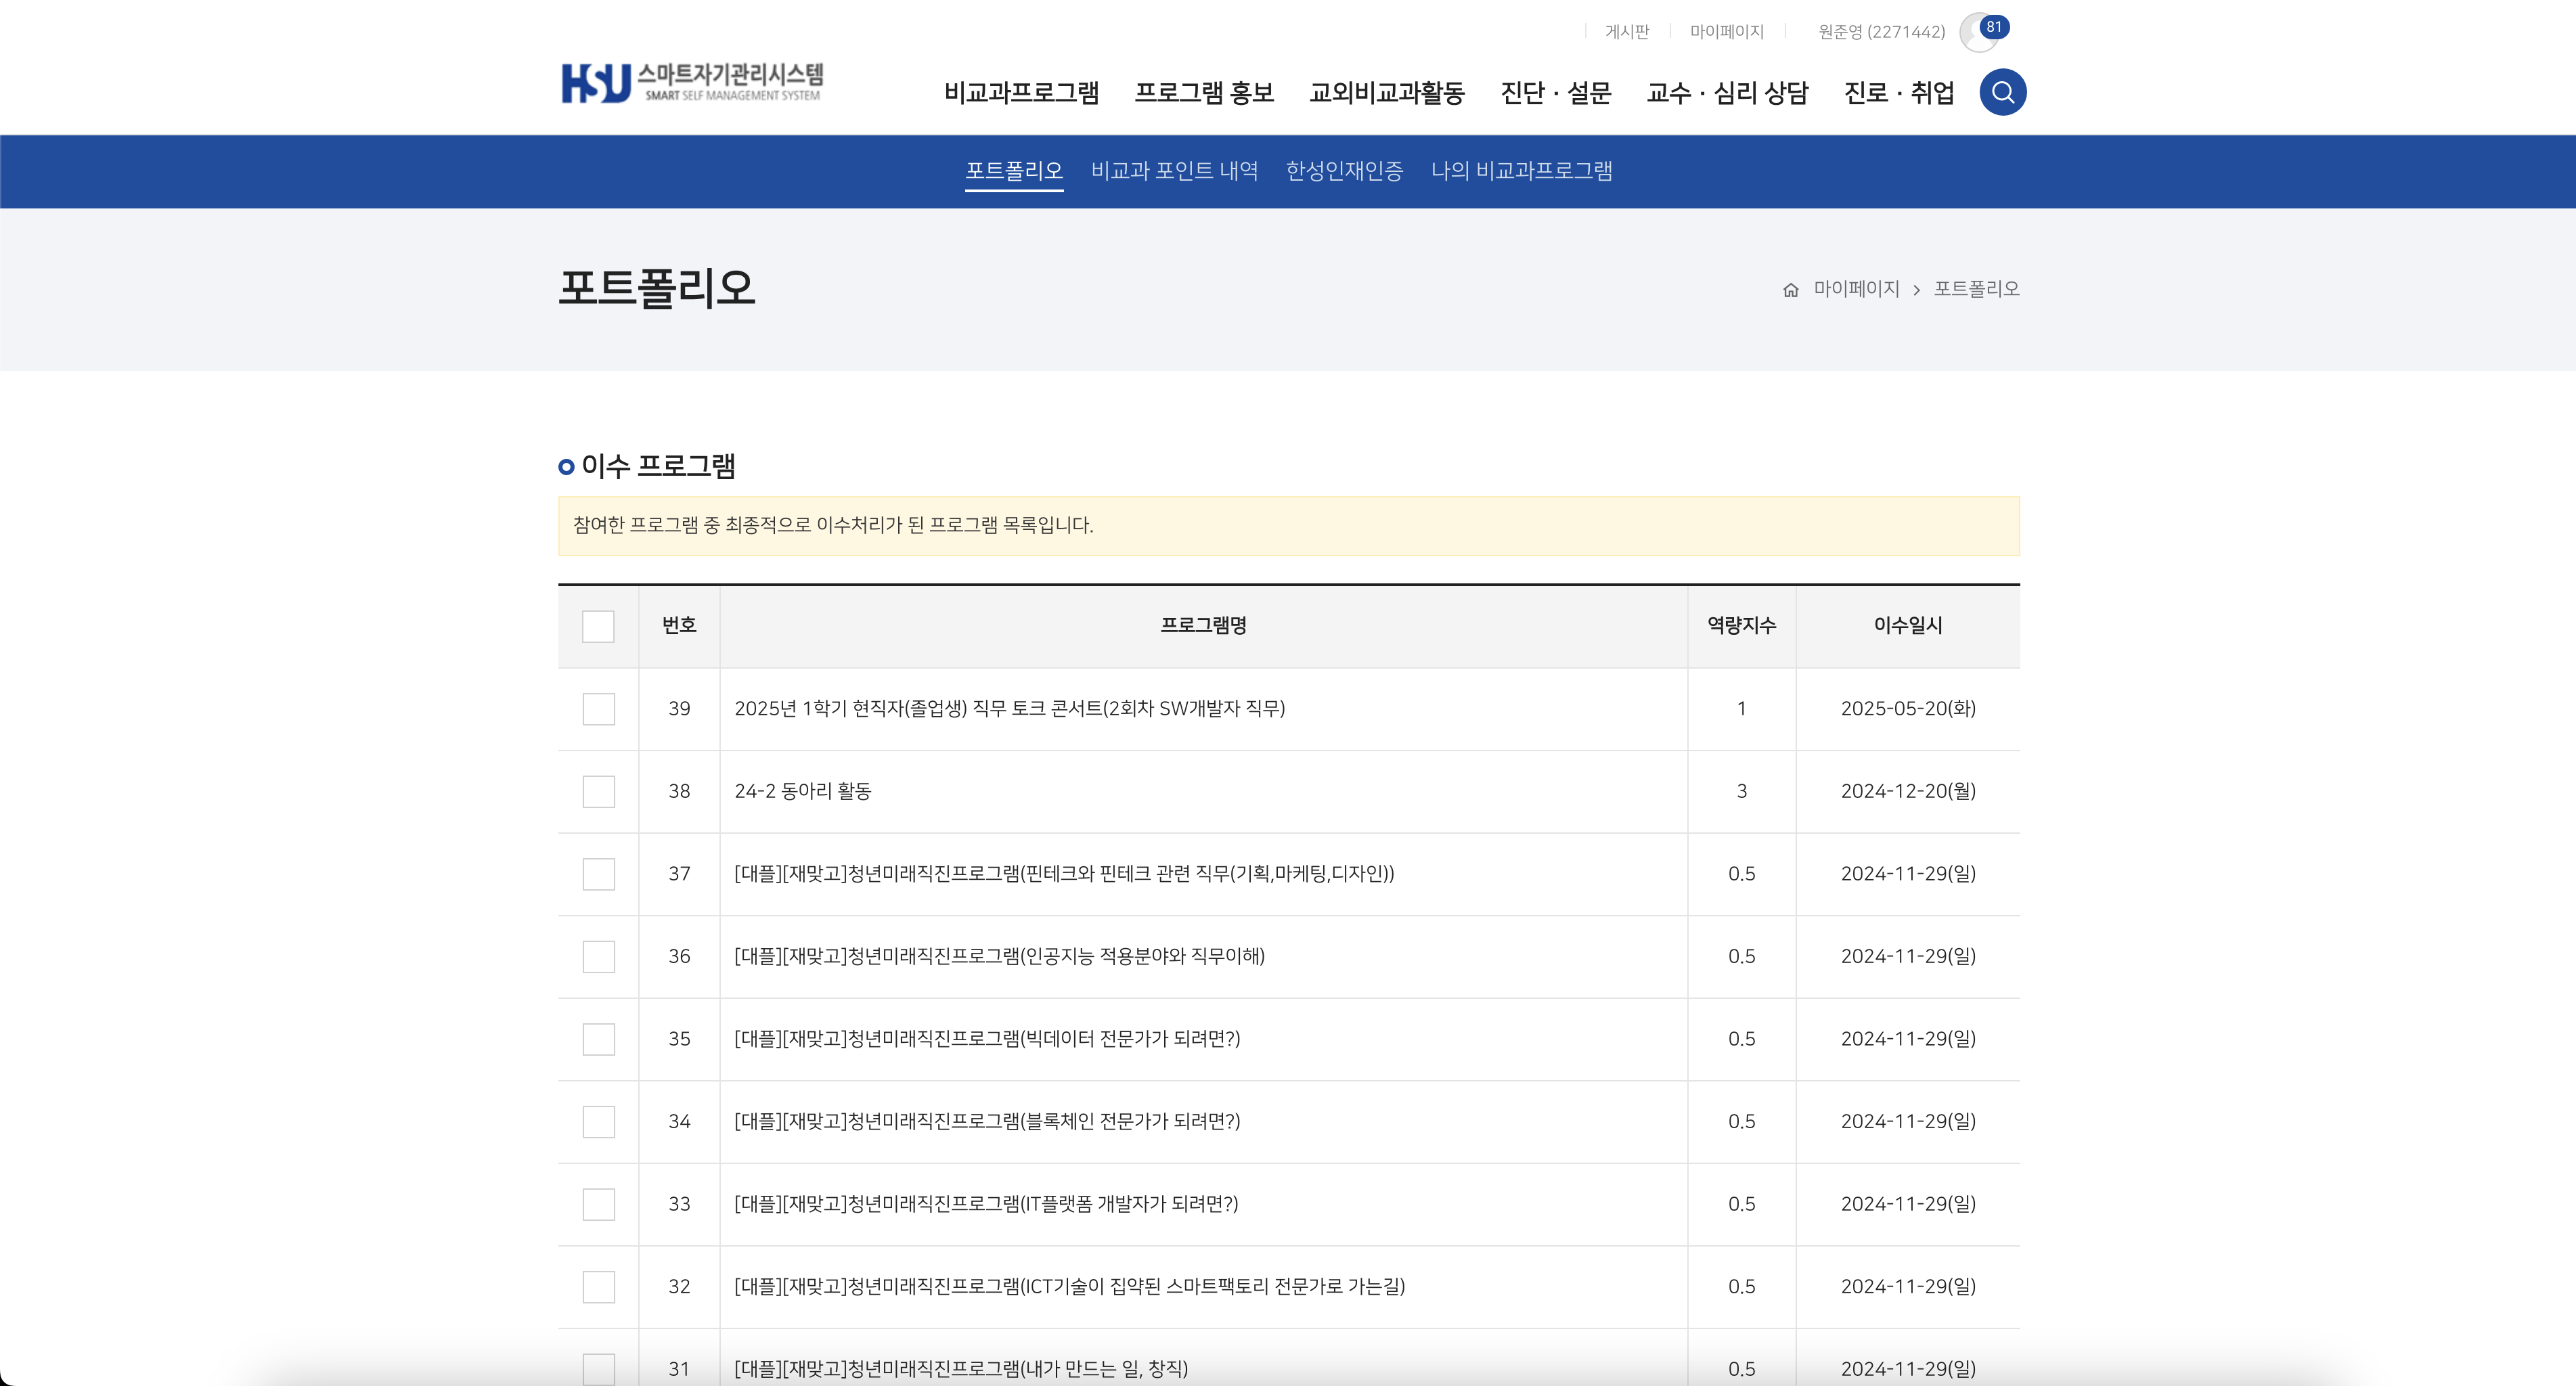 게시판 마이페이지 원준영 (2271442) 81
HSU 스마트자기관리시스템
SMART SELF MANAGEMENT SYSTEM
비교과프로그램 프로그램 홍보 교외비교과활동 진단 · 설문 교수 · 심리 상담 진로 · 취업
포트폴리오 비교과 포인트 내역 한성인재인증 나의 비교과프로그램
포트폴리오
마이페이지 > 포트폴리오
이수 프로그램
참여한 프로그램 중 최종적으로 이수처리가 된 프로그램 목록입니다.
번호 프로그램명 역량지수 이수일시
39 2025년 1학기 현직자(졸업생) 직무 토크 콘서트(2회차 SW개발자 직무) 1 2025-05-20(화)
38 24-2 동아리 활동 3 2024-12-20(월)
37 [대플][재맞고]청년미래직진프로그램(핀테크와 핀테크 관련 직무(기획,마케팅,디자인)) 0.5 2024-11-29(일)
36 [대플][재맞고]청년미래직진프로그램(인공지능 적용분야와 직무이해) 0.5 2024-11-29(일)
35 [대플][재맞고]청년미래직진프로그램(빅데이터 전문가가 되려면?) 0.5 2024-11-29(일)
34 [대플][재맞고]청년미래직진프로그램(블록체인 전문가가 되려면?) 0.5 2024-11-29(일)
33 [대플][재맞고]청년미래직진프로그램(IT플랫폼 개발자가 되려면?) 0.5 2024-11-29(일)
32 [대플][재맞고]청년미래직진프로그램(ICT기술이 집약된 스마트팩토리 전문가로 가는길) 0.5 2024-11-29(일)
31 [대플][재맞고]청년미래직진프로그램(내가 만드는 일, 창직) 0.5 2024-11-29(일)